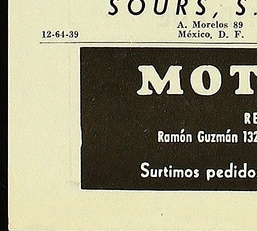 SOURS, S.
A. Morelos 89
12-64-39 México, D. F.
MOT
RE
Ramón Guzmán 132
Surtimos pedido